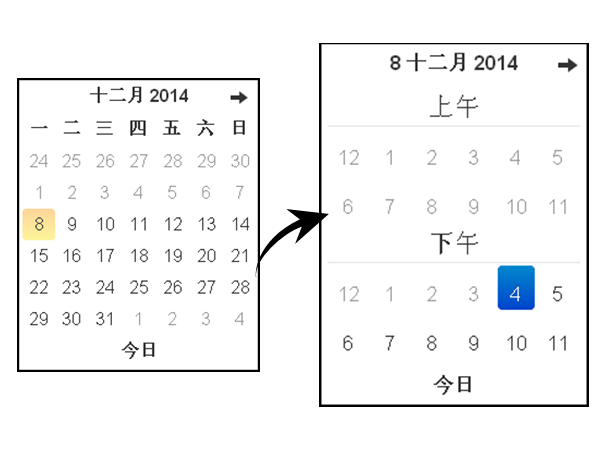 十二月 2014
一 二 三 四 五 六 日
24 25 26 27 28 29 30
1 2 3 4 5 6 7
8 9 10 11 12 13 14
15 16 17 18 19 20 21
22 23 24 25 26 27 28
29 30 31 1 2 3 4
今日
8 十二月 2014
上午
12 1 2 3 4 5
6 7 8 9 10 11
下午
12 1 2 3 4 5
6 7 8 9 10 11
今日